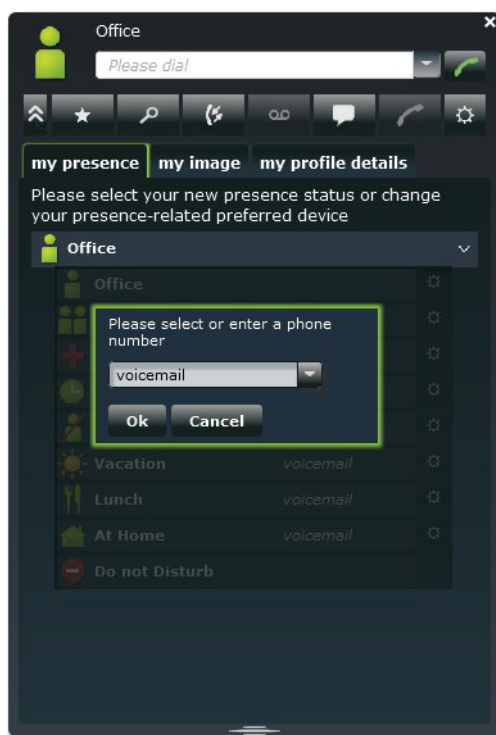 Office
Please dial
my presence my image my profile details
Please select your new presence status or change
your presence-related preferred device
Office
Office
Please select or enter a phone
number
voicemail
Ok Cancel
Vacation voicemail
Lunch voicemail
At Home voicemail
Do not Disturb